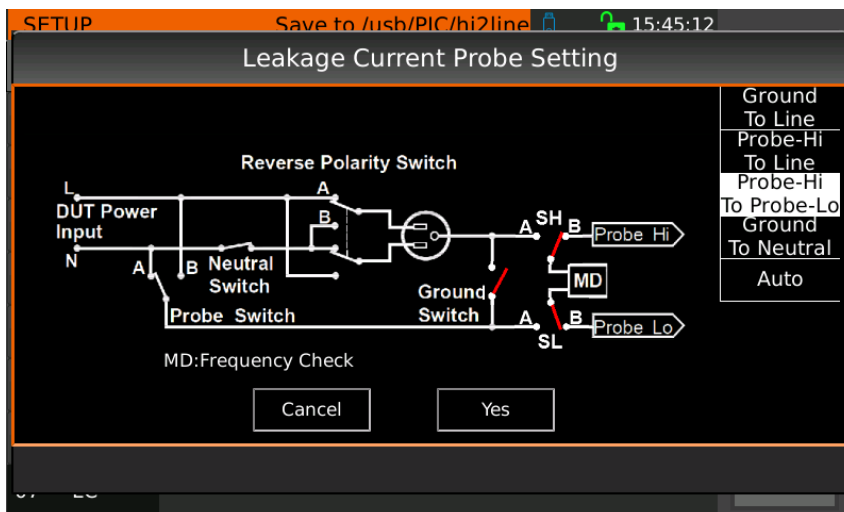 SETUP
Save to /usb/PIC/hi2line
15:45:12
Leakage Current Probe Setting
Ground
To Line
Probe-Hi
To Line
Probe-Hi
To Probe-Lo
Ground
To Neutral
Auto
Reverse Polarity Switch
L
DUT Power
Input
N
A
B
A
B
Neutral
Switch
Probe Switch
Ground
Switch
A
SH
B
Probe Hi
MD
A
B
SL
Probe Lo
MD:Frequency Check
Cancel
Yes